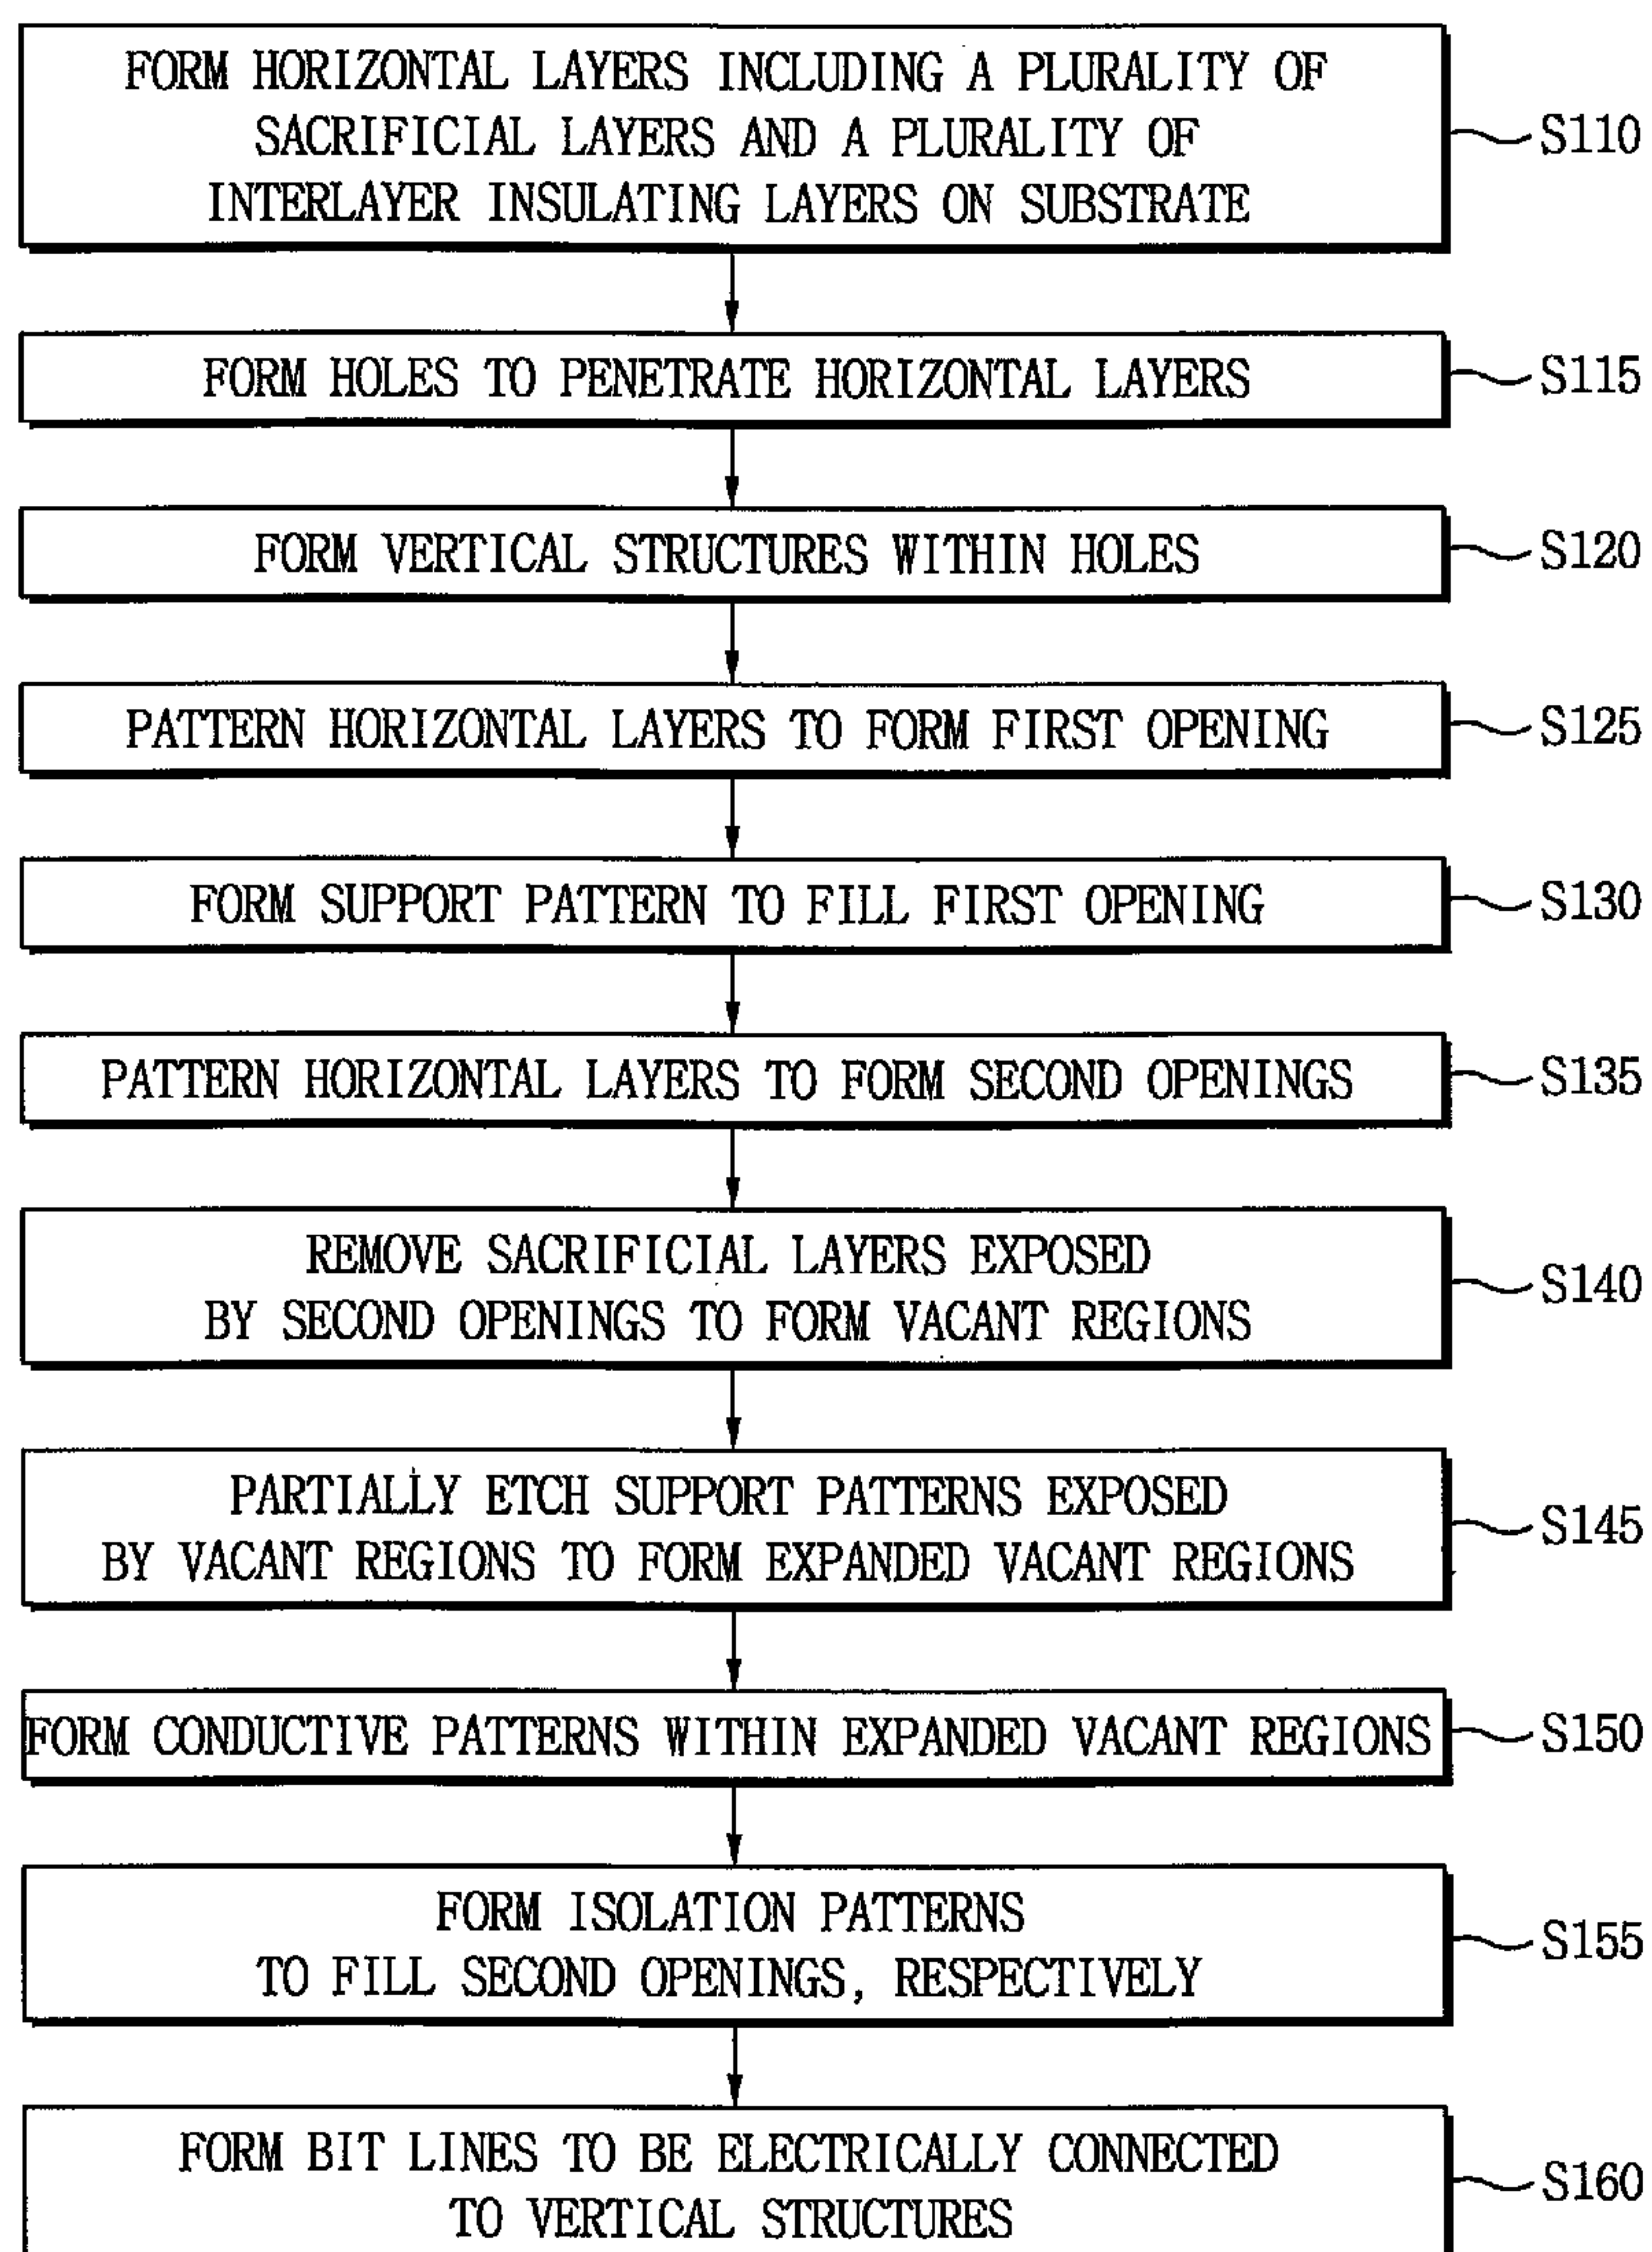 FORM HORIZONTAL LAYERS INCLUDING A PLURALITY OF
SACRIFICIAL LAYERS AND A PLURALITY OF
INTERLAYER INSULATING LAYERS ON SUBSTRATE
S110
FORM HOLES TO PENETRATE HORIZONTAL LAYERS
S115
FORM VERTICAL STRUCTURES WITHIN HOLES
S120
PATTERN HORIZONTAL LAYERS TO FORM FIRST OPENING
S125
FORM SUPPORT PATTERN TO FILL FIRST OPENING
S130
PATTERN HORIZONTAL LAYERS TO FORM SECOND OPENINGS
S135
REMOVE SACRIFICIAL LAYERS EXPOSED
BY SECOND OPENINGS TO FORM VACANT REGIONS
S140
PARTIALLY ETCH SUPPORT PATTERNS EXPOSED
BY VACANT REGIONS TO FORM EXPANDED VACANT REGIONS
S145
FORM CONDUCTIVE PATTERNS WITHIN EXPANDED VACANT REGIONS
S150
FORM ISOLATION PATTERNS
TO FILL SECOND OPENINGS, RESPECTIVELY
S155
FORM BIT LINES TO BE ELECTRICALLY CONNECTED
TO VERTICAL STRUCTURES
S160